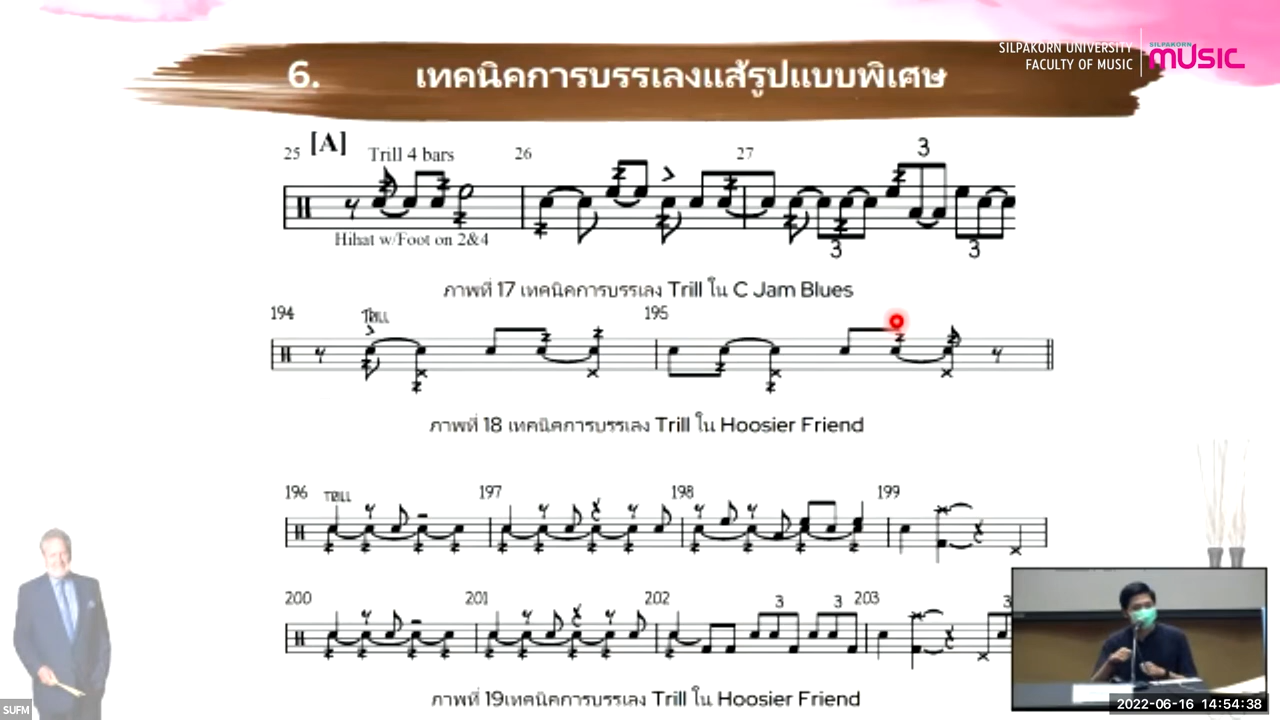 SILPAKORN UNIVERSITY
FACULTY OF MUSIC
SILPAKORN
MUSIC
6. เทคนิคการบรรเลงแส้รูปแบบพิเศษ
25 [A] Trill 4 bars 26 27 3
Hihat w/Foot on 2&4 3 3
ภาพที่ 17 เทคนิคการบรรเลง Trill ใน C Jam Blues
194 TRILL 195
ภาพที่ 18 เทคนิคการบรรเลง Trill ใน Hoosier Friend
196 TRILL 197 198 199
200 201 202 3 3 203 3
ภาพที่ 19เทคนิคการบรรเลง Trill ใน Hoosier Friend
SUFM
2022-06-16 14:54:38